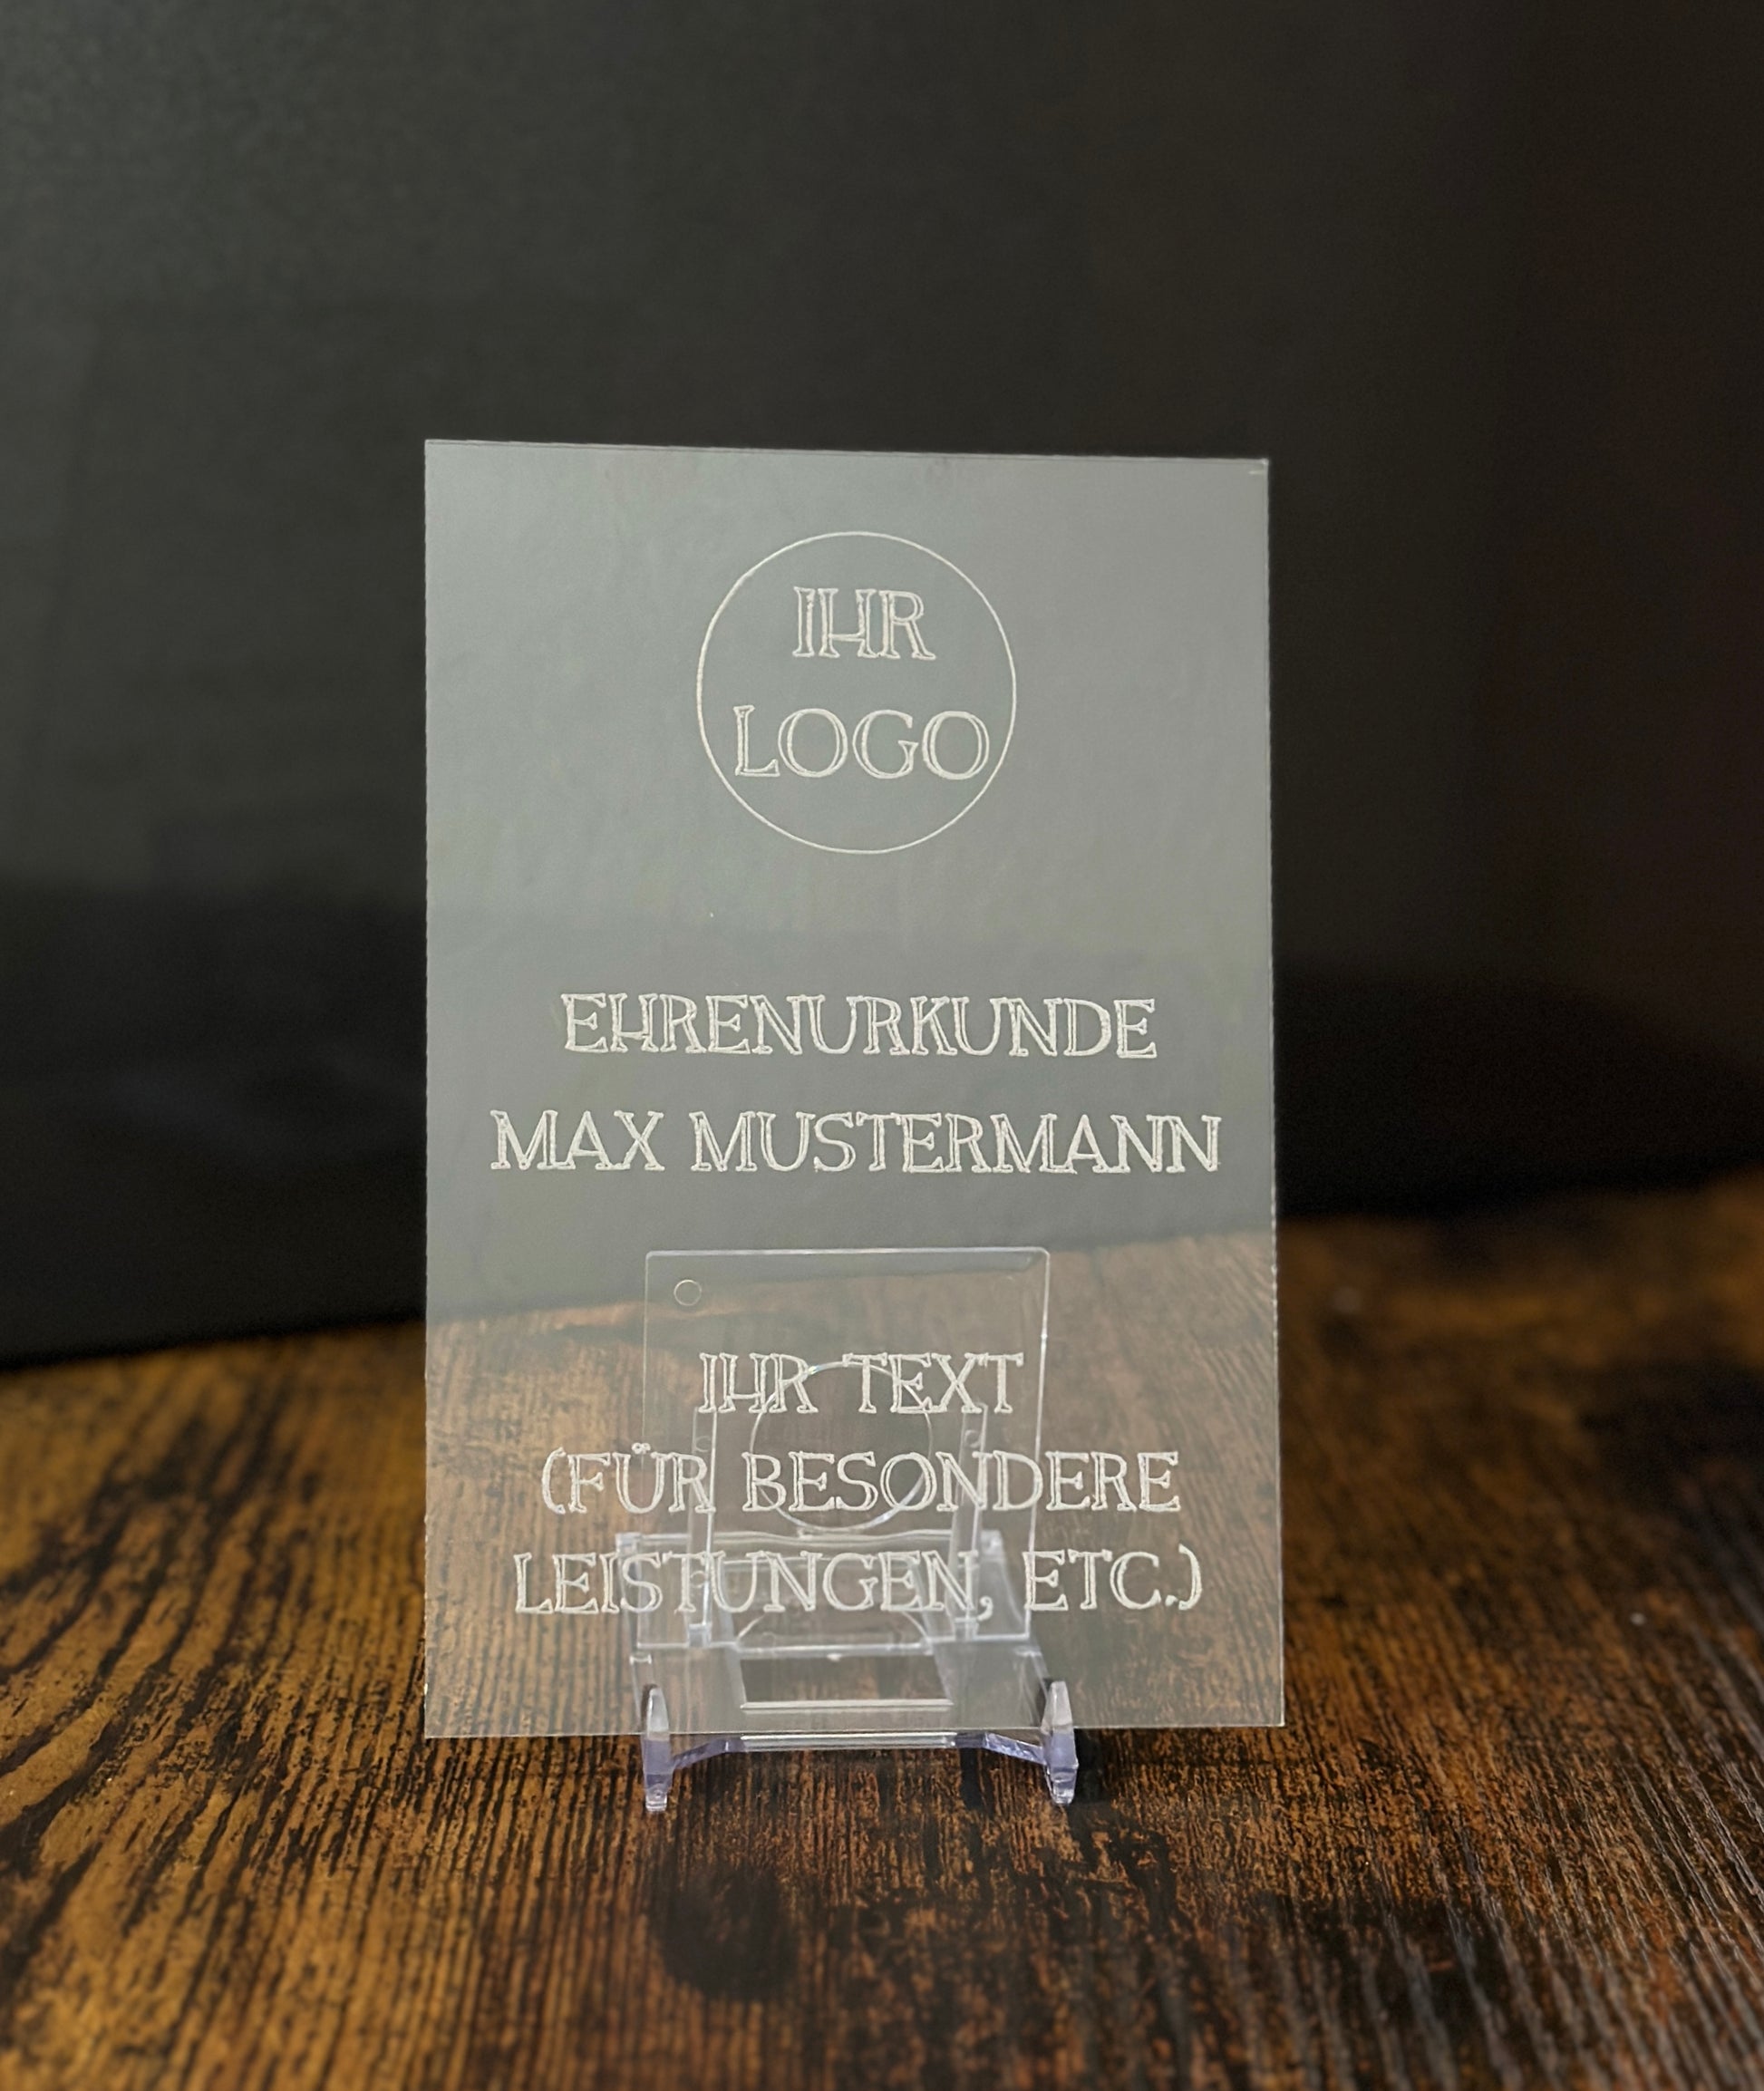 IHR
LOGO
EHRENURKUNDE
MAX MUSTERMANN
IHR TEXT
(FÜR BESONDERE
LEISTUNGEN, ETC.)